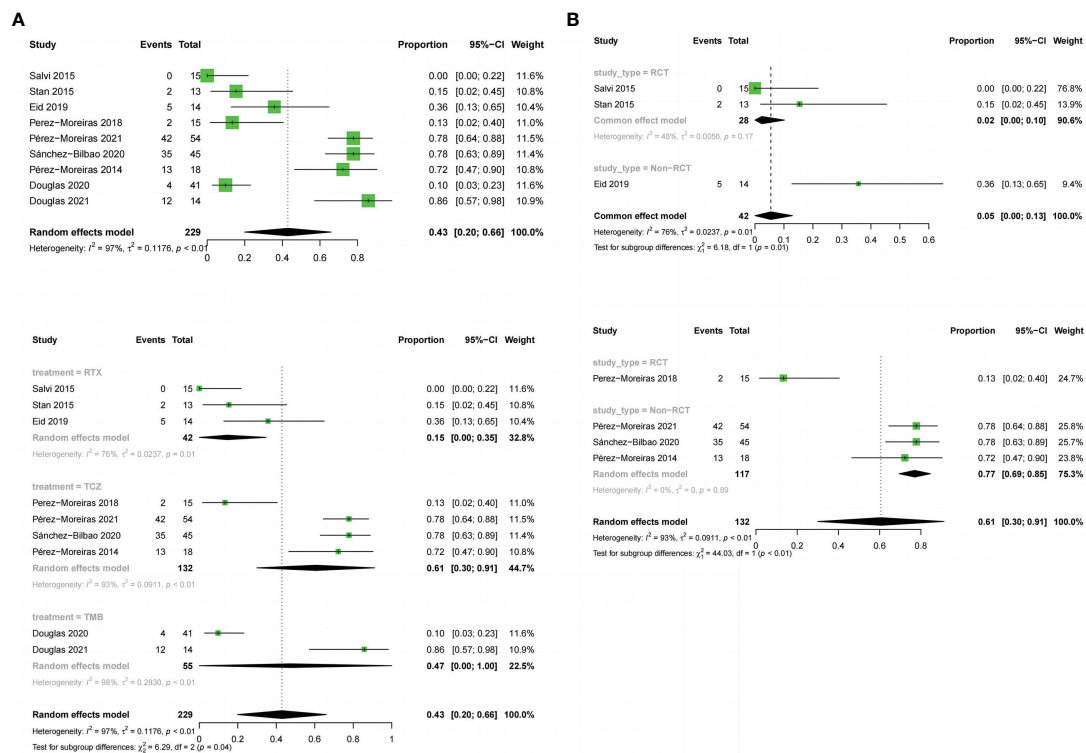 A
Study Events Total Proportion 95%−CI Weight
Salvi 2015 0 15 0.00 [0.00; 0.22] 11.6%
Stan 2015 2 13 0.15 [0.02; 0.45] 10.8%
Eid 2019 5 14 0.36 [0.13; 0.65] 10.4%
Perez−Moreiras 2018 2 15 0.13 [0.02; 0.40] 11.0%
Pérez−Moreiras 2021 42 54 0.78 [0.64; 0.88] 11.5%
Sánchez−Bilbao 2020 35 45 0.78 [0.63; 0.89] 11.4%
Pérez−Moreiras 2014 13 18 0.72 [0.47; 0.90] 10.8%
Douglas 2020 4 41 0.10 [0.03; 0.23] 11.6%
Douglas 2021 12 14 0.86 [0.57; 0.98] 10.9%
Random effects model 229 0.43 [0.20; 0.66] 100.0%
Heterogeneity: I² = 97%, τ² = 0.1176, p < 0.01
0 0.2 0.4 0.6 0.8
Study Events Total Proportion 95%−CI Weight
treatment = RTX
Salvi 2015 0 15 0.00 [0.00; 0.22] 11.6%
Stan 2015 2 13 0.15 [0.02; 0.45] 10.8%
Eid 2019 5 14 0.36 [0.13; 0.65] 10.4%
Random effects model 42 0.15 [0.00; 0.35] 32.8%
Heterogeneity: I² = 76%, τ² = 0.0237, p = 0.01
treatment = TCZ
Perez−Moreiras 2018 2 15 0.13 [0.02; 0.40] 11.0%
Pérez−Moreiras 2021 42 54 0.78 [0.64; 0.88] 11.5%
Sánchez−Bilbao 2020 35 45 0.78 [0.63; 0.89] 11.4%
Pérez−Moreiras 2014 13 18 0.72 [0.47; 0.90] 10.8%
Random effects model 132 0.61 [0.30; 0.91] 44.7%
Heterogeneity: I² = 93%, τ² = 0.0911, p < 0.01
treatment = TMB
Douglas 2020 4 41 0.10 [0.03; 0.23] 11.6%
Douglas 2021 12 14 0.86 [0.57; 0.98] 10.9%
Random effects model 55 0.47 [0.00; 1.00] 22.5%
Heterogeneity: I² = 98%, τ² = 0.2830, p < 0.01
Random effects model 229 0.43 [0.20; 0.66] 100.0%
Heterogeneity: I² = 97%, τ² = 0.1176, p < 0.01
Test for subgroup differences: χ²₂ = 6.29, df = 2 (p = 0.04)
0 0.2 0.4 0.6 0.8 1
B
Study Events Total Proportion 95%−CI Weight
study_type = RCT
Salvi 2015 0 15 0.00 [0.00; 0.22] 76.8%
Stan 2015 2 13 0.15 [0.02; 0.45] 13.9%
Common effect model 28 0.02 [0.00; 0.10] 90.6%
Heterogeneity: I² = 48%, τ² = 0.0056, p = 0.17
study_type = Non−RCT
Eid 2019 5 14 0.36 [0.13; 0.65] 9.4%
Common effect model 42 0.05 [0.00; 0.13] 100.0%
Heterogeneity: I² = 76%, τ² = 0.0237, p = 0.01
Test for subgroup differences: χ²₁ = 6.18, df = 1 (p = 0.01)
0 0.1 0.2 0.3 0.4 0.5 0.6
Study Events Total Proportion 95%−CI Weight
study_type = RCT
Perez−Moreiras 2018 2 15 0.13 [0.02; 0.40] 24.7%
study_type = Non−RCT
Pérez−Moreiras 2021 42 54 0.78 [0.64; 0.88] 25.8%
Sánchez−Bilbao 2020 35 45 0.78 [0.63; 0.89] 25.7%
Pérez−Moreiras 2014 13 18 0.72 [0.47; 0.90] 23.8%
Random effects model 117 0.77 [0.69; 0.85] 75.3%
Heterogeneity: I² = 0%, τ² = 0, p = 0.89
Random effects model 132 0.61 [0.30; 0.91] 100.0%
Heterogeneity: I² = 93%, τ² = 0.0911, p < 0.01
Test for subgroup differences: χ²₁ = 44.03, df = 1 (p < 0.01)
0 0.2 0.4 0.6 0.8